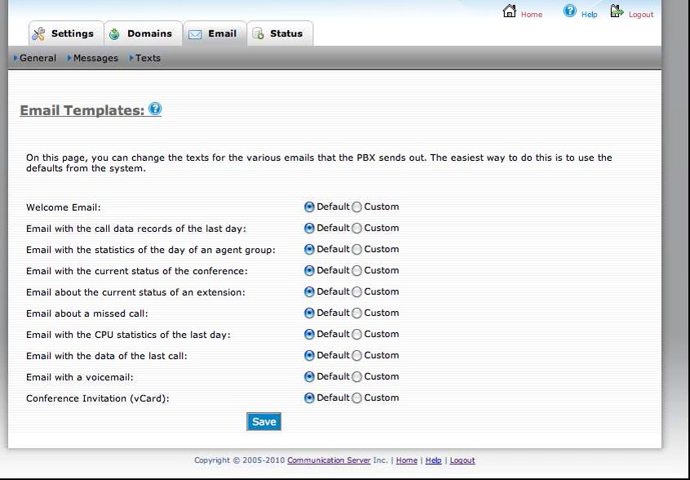 Home Help Logout
Settings Domains Email Status
General Messages Texts
Email Templates:
On this page, you can change the texts for the various emails that the PBX sends out. The easiest way to do this is to use the
defaults from the system.
Welcome Email: Default Custom
Email with the call data records of the last day: Default Custom
Email with the statistics of the day of an agent group: Default Custom
Email with the current status of the conference: Default Custom
Email about the current status of an extension: Default Custom
Email about a missed call: Default Custom
Email with the CPU statistics of the last day: Default Custom
Email with the data of the last call: Default Custom
Email with a voicemail: Default Custom
Conference Invitation (vCard): Default Custom
Save
Copyright © 2005-2010 Communication Server Inc. | Home | Help | Logout